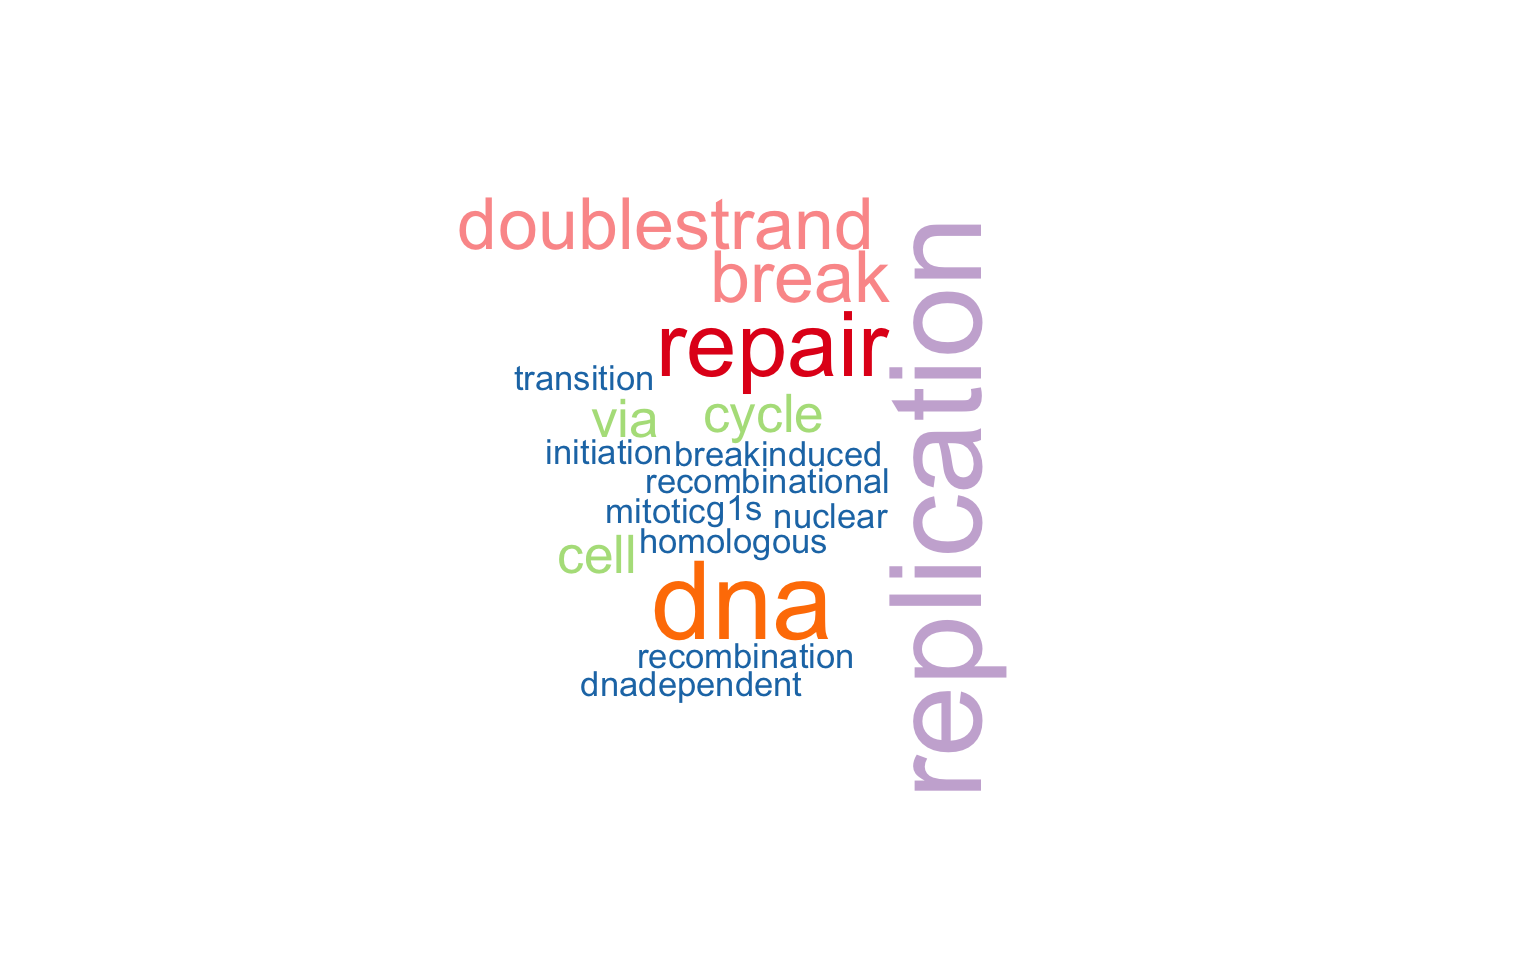 doublestrand
break
repair
transition
via cycle
initiation breakinduced
recombinational
mitotic g1s nuclear
homologous
cell
dna
recombination
dnadependent
replication